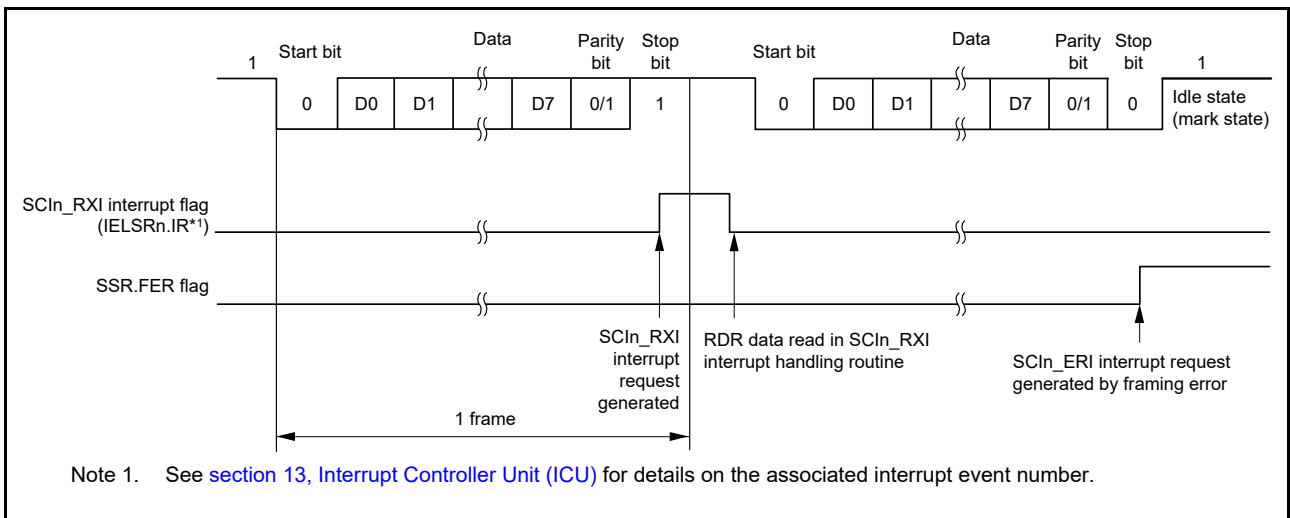 1 Start bit Data Parity bit Stop bit Start bit Data Parity bit Stop bit 1
0 D0 D1 D7 0/1 1 0 D0 D1 D7 0/1 0 Idle state (mark state)
SCIn_RXI interrupt flag
(IELSRn.IR*1)
SSR.FER flag
SCIn_RXI
interrupt
request
generated
RDR data read in SCIn_RXI
interrupt handling routine
SCIn_ERI interrupt request
generated by framing error
1 frame
Note 1. See section 13, Interrupt Controller Unit (ICU) for details on the associated interrupt event number.